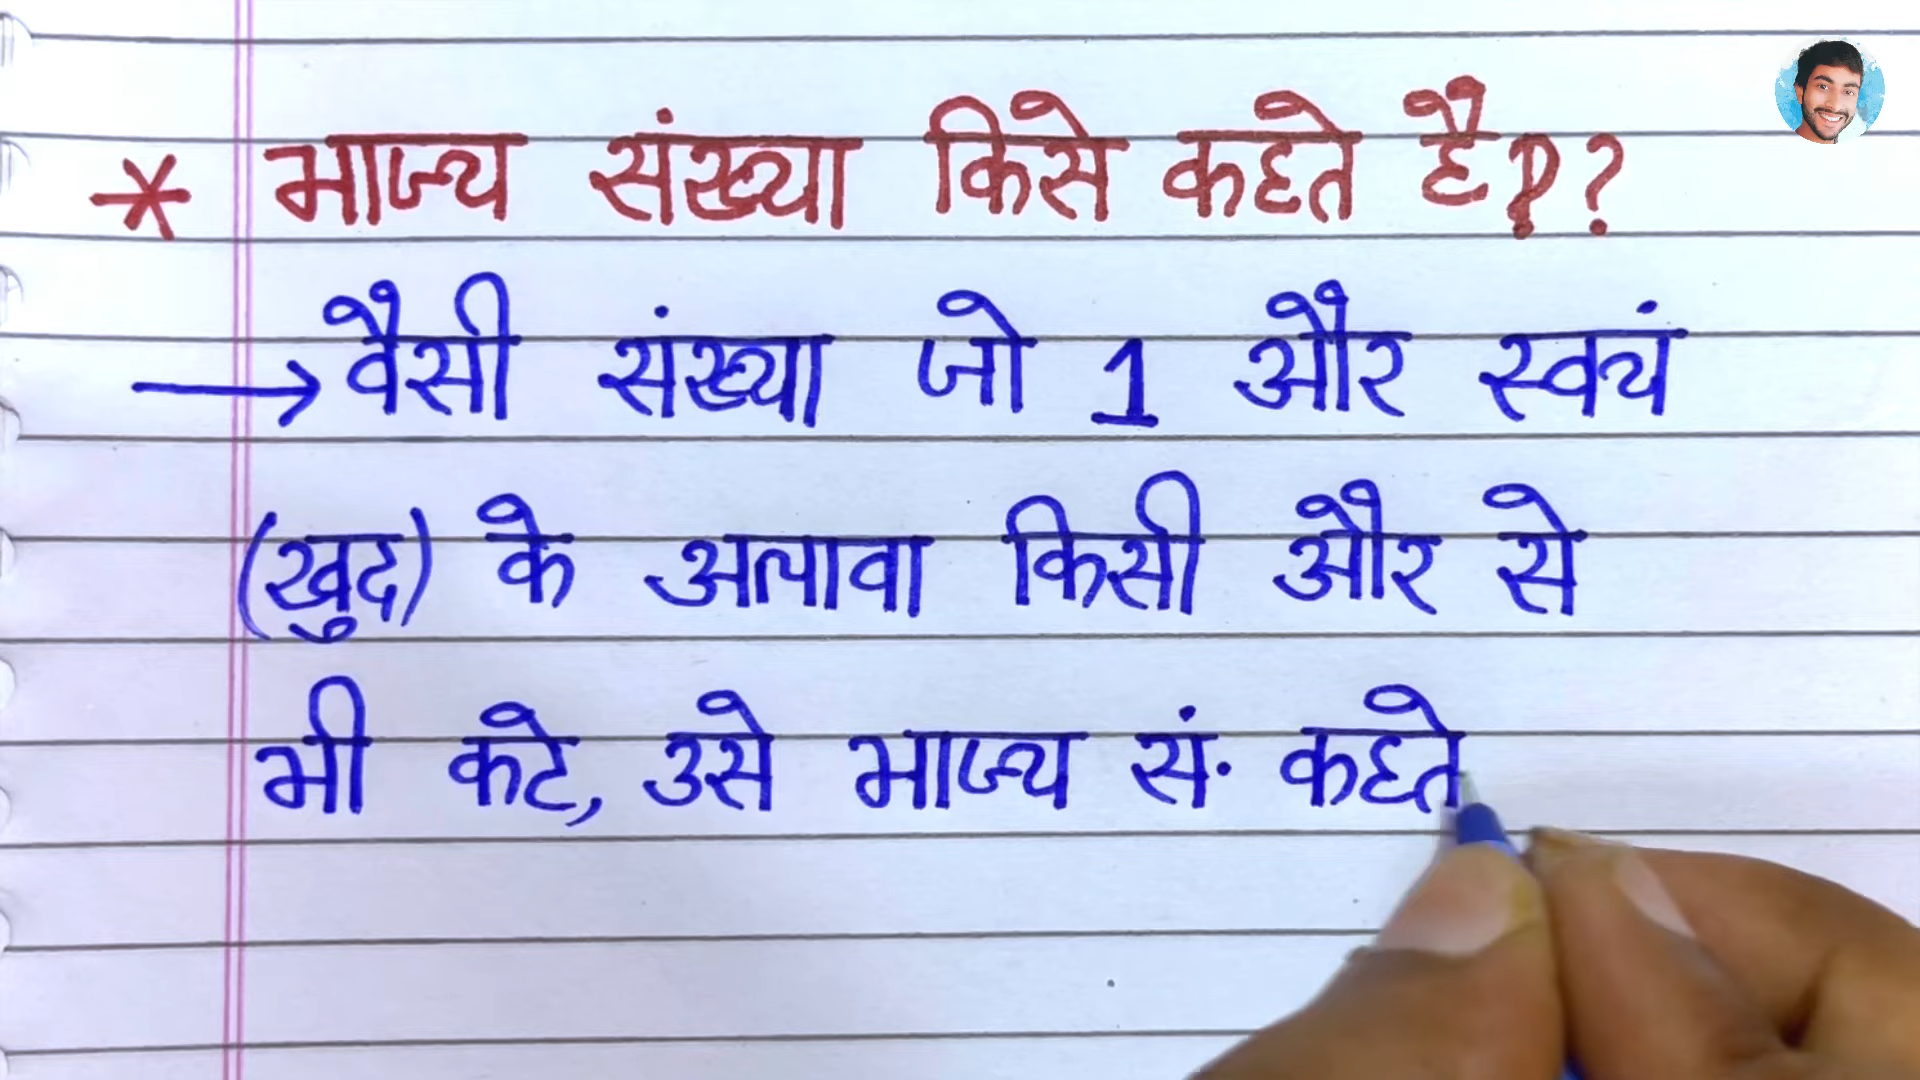 * भाज्य संख्या किसे कहते है??
→ वैसी संख्या जो 1 और स्वयं
(खुद) के अलावा किसी और से
भी कटे, उसे भाज्य सं. कहते